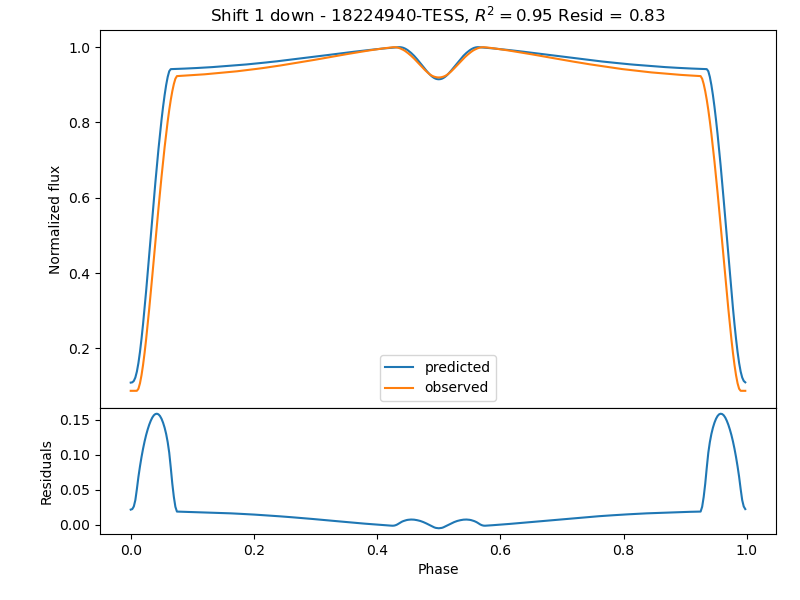 Shift 1 down - 18224940-TESS, R² = 0.95 Resid = 0.83
Normalized flux
1.0
0.8
0.6
0.4
0.2
predicted
observed
Residuals
0.15
0.10
0.05
0.00
0.0 0.2 0.4 0.6 0.8 1.0
Phase